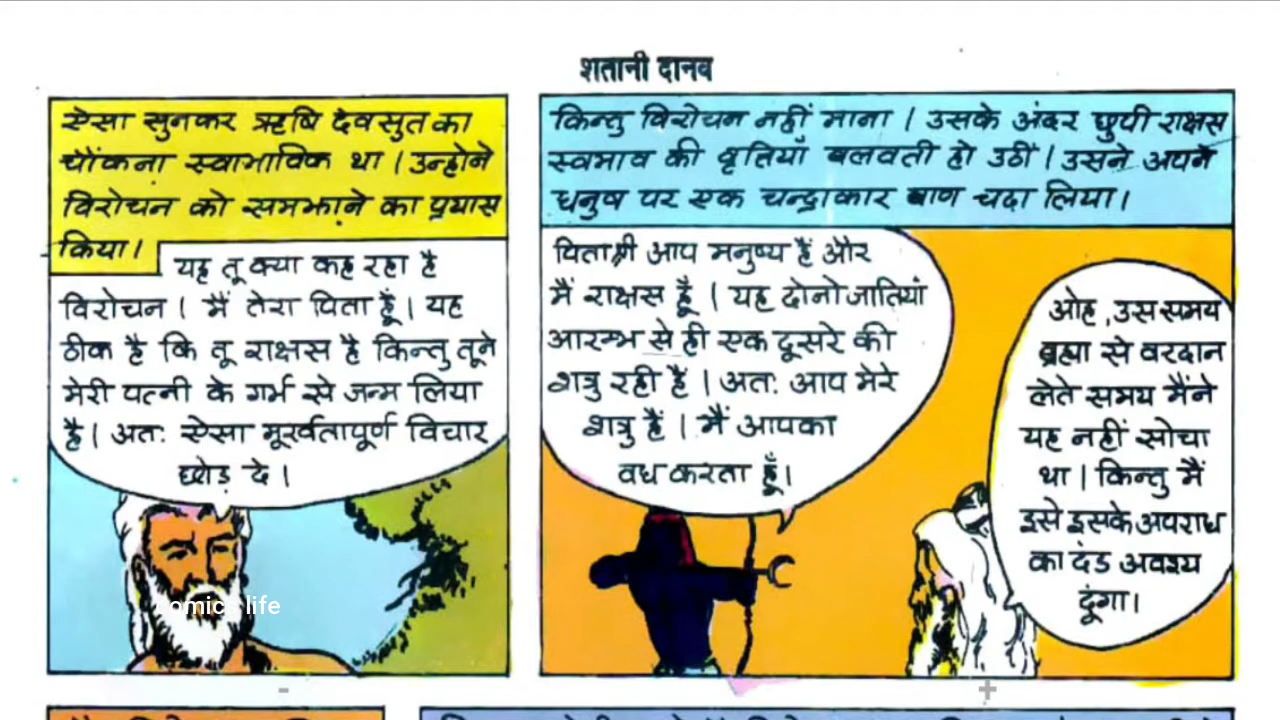 शतानी दानव
ऐसा सुनकर ऋषि देवसुत का
चौंकना स्वाभाविक था । उन्होने
विरोचन को समझाने का प्रयास
किया।
यह तू क्या कह रहा है
विरोचन । मैं तेरा पिता हूँ। यह
ठीक है कि तू राक्षस है किन्तु तूने
मेरी पत्नी के गर्भ से जन्म लिया
है। अतः ऐसा मूर्खतापूर्ण विचार
छोड़ दे ।
किन्तु विरोचन नहीं माना । उसके अंदर छुपी राक्षस
स्वभाव की वृत्तियाँ बलवती हो उठीं । उसने अपने
धनुष पर एक चन्द्राकार बाण चढा लिया।
पिताश्री आप मनुष्य हैं और
मैं राक्षस हूँ । यह दोनो जातियां
आरम्भ से ही एक दूसरे की
शत्रु रही हैं । अतः आप मेरे
शत्रु हैं । मैं आपका
वध करता हूँ।
ओह , उस समय
ब्रह्मा से वरदान
लेते समय मैंने
यह नहीं सोचा
था । किन्तु मैं
इसे इसके अपराध
का दंड अवश्य
दूंगा।
comics life